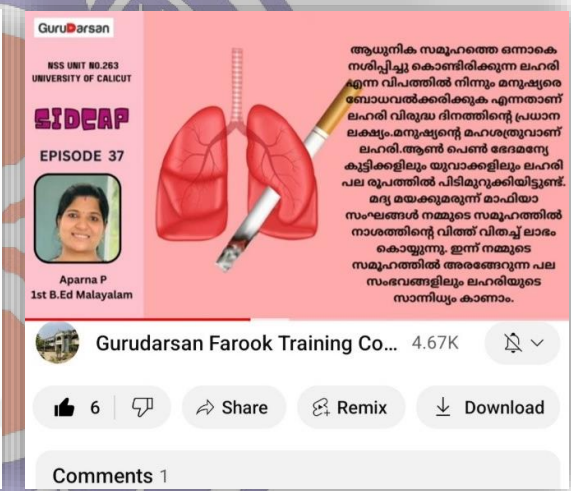 GuruDarsan
NSS UNIT NO.263
UNIVERSITY OF CALICUT
SIDCAP
EPISODE 37
Aparna P
1st B.Ed Malayalam
ആധുനിക സമൂഹത്തെ ഒന്നാകെ
നശിപ്പിച്ചു കൊണ്ടിരിക്കുന്ന ലഹരി
എന്ന വിപത്തിൽ നിന്നും മനുഷ്യരെ
ബോധവൽക്കരിക്കുക എന്നതാണ്
ലഹരി വിരുദ്ധ ദിനത്തിന്റെ പ്രധാന
ലക്ഷ്യം.മനുഷ്യന്റെ മഹാശത്രുവാണ്
ലഹരി.ആൺ പെൺ ഭേദമന്യേ
കുട്ടികളിലും യുവാക്കളിലും ലഹരി
പല രൂപത്തിൽ പിടിമുറുക്കിയിട്ടുണ്ട്.
മദ്യ മയക്കുമരുന്ന് മാഫിയാ
സംഘങ്ങൾ നമ്മുടെ സമൂഹത്തിൽ
നാശത്തിന്റെ വിത്ത് വിതച്ച് ലാഭം
കൊയ്യുന്നു. ഇന്ന് നമ്മുടെ
സമൂഹത്തിൽ അരങ്ങേറുന്ന പല
സംഭവങ്ങളിലും ലഹരിയുടെ
സാന്നിധ്യം കാണാം.
Gurudarsan Farook Training Co... 4.67K
6 Share Remix Download
Comments 1